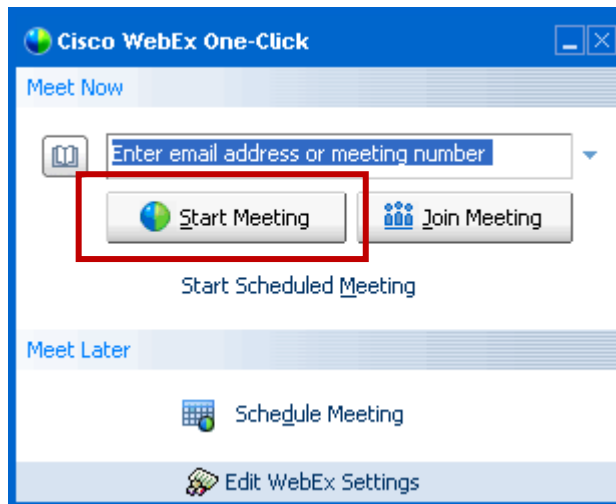 Cisco WebEx One-Click
Meet Now
Enter email address or meeting number
Start Meeting
Join Meeting
Start Scheduled Meeting
Meet Later
Schedule Meeting
Edit WebEx Settings